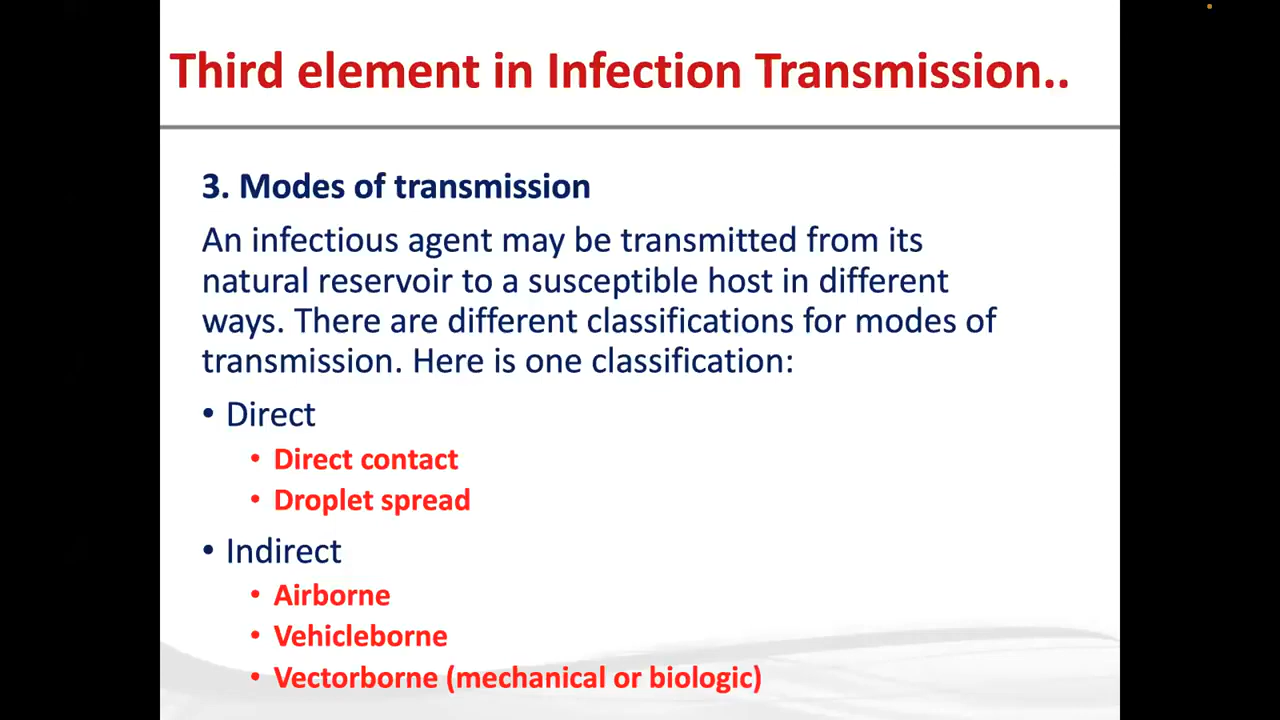 Third element in Infection Transmission..
3. Modes of transmission
An infectious agent may be transmitted from its
natural reservoir to a susceptible host in different
ways. There are different classifications for modes of
transmission. Here is one classification:
• Direct
• Direct contact
• Droplet spread
• Indirect
• Airborne
• Vehicleborne
• Vectorborne (mechanical or biologic)